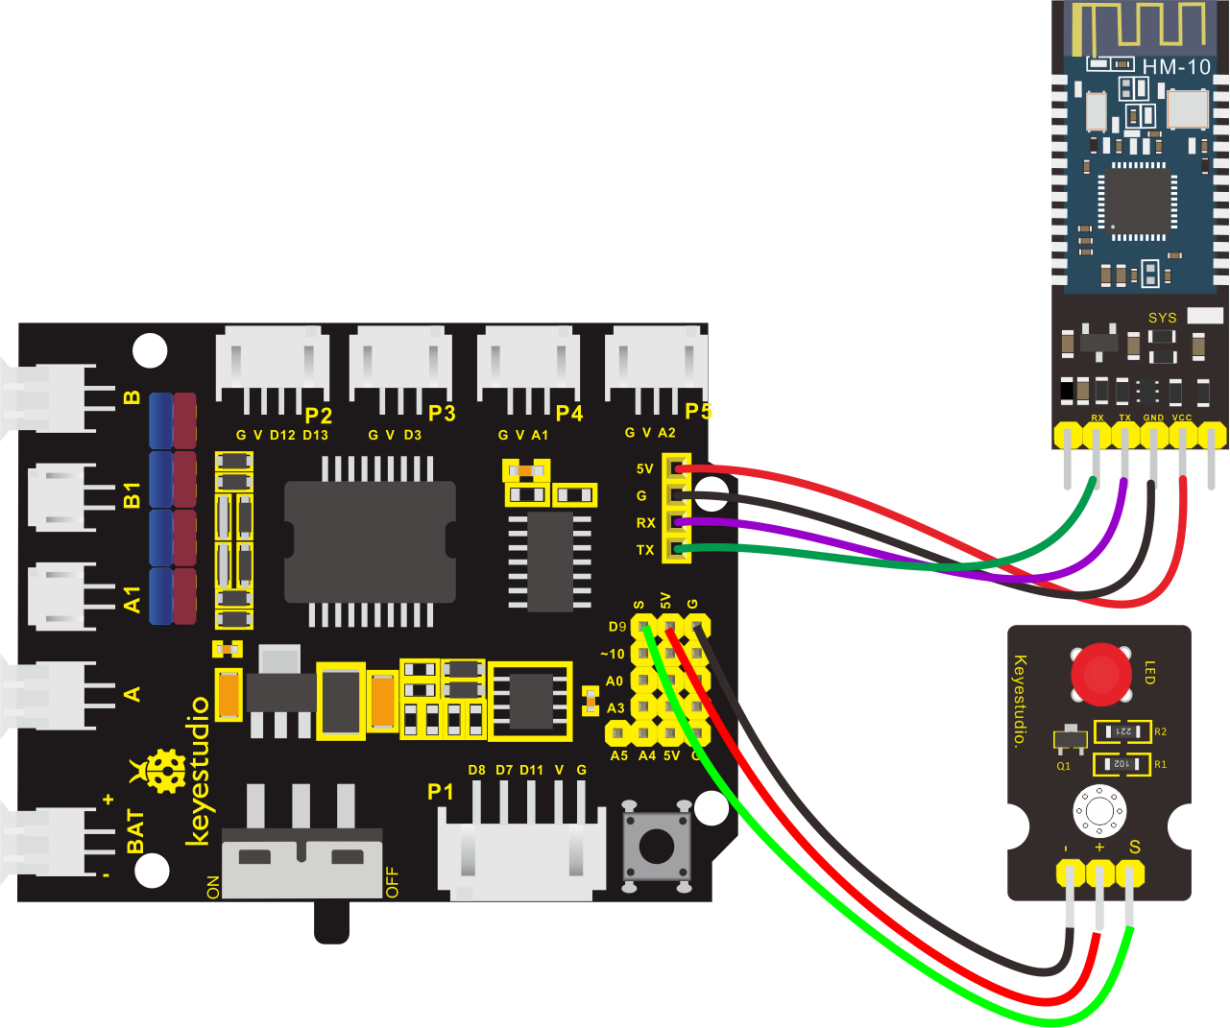 HM-10
SYS
RX TX GND VCC
B
P2
P3
P4
P5
G V D12 D13
G V D3
G V A1
G V A2
B1
5V
G
RX
TX
A1
S 5V G
D9
~10
A0
A3
A5 A4 5V G
A
keyestudio
D8 D7 D11 V G
P1
+
BAT
-
ON
OFF
Keyestudio.
LED
221
R2
Q1
102
R1
- + S